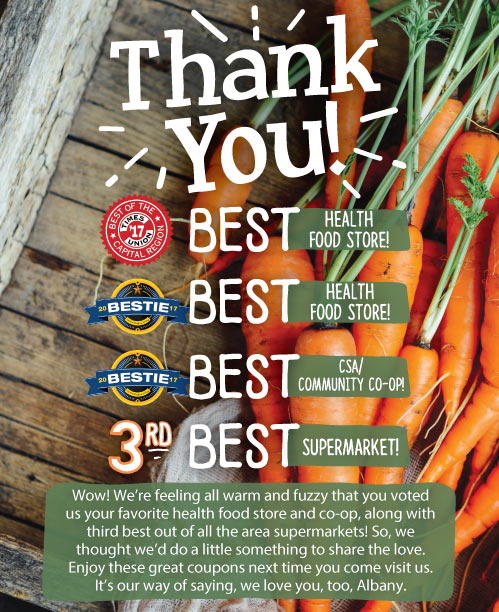 Thank
You!
BEST OF THE
TIMES
'17
UNION
CAPITAL REGION
BEST
HEALTH
FOOD STORE!
20 BESTIE 17
BEST
HEALTH
FOOD STORE!
20 BESTIE 17
BEST
CSA/
COMMUNITY CO-OP!
3RD BEST
SUPERMARKET!
Wow! We're feeling all warm and fuzzy that you voted
us your favorite health food store and co-op, along with
third best out of all the area supermarkets! So, we
thought we'd do a little something to share the love.
Enjoy these great coupons next time you come visit us.
It's our way of saying, we love you, too, Albany.